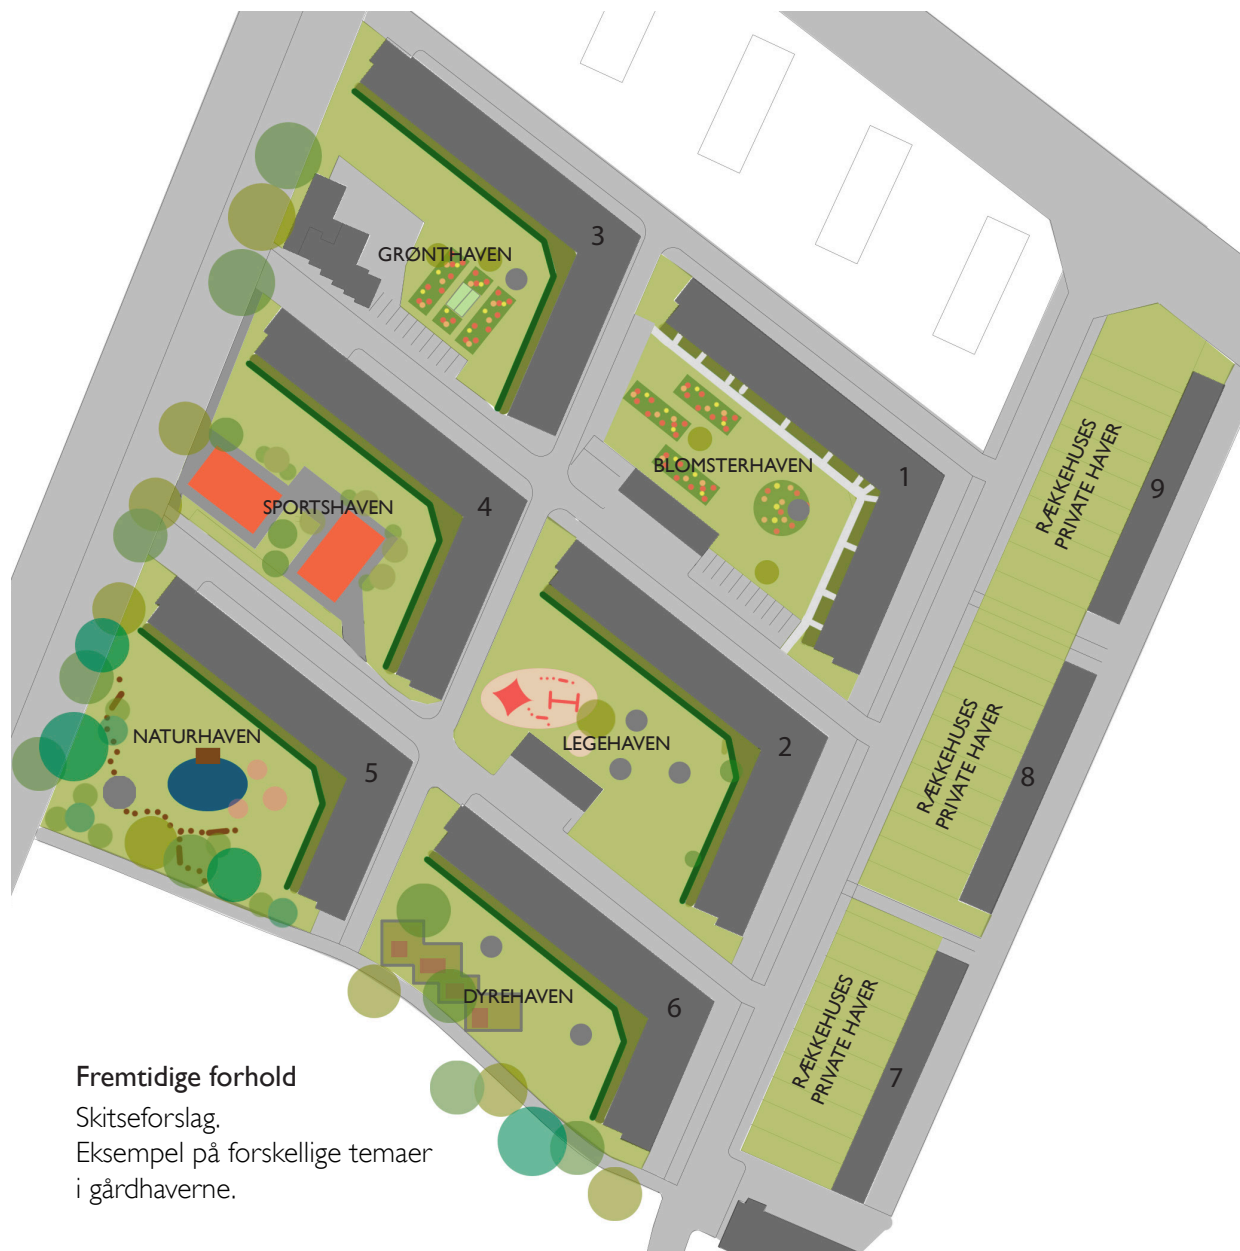 3
GRØNTHAVEN
1
BLOMSTERHAVEN
4
SPORTSHAVEN
RÆKKEHUSES
PRIVATE HAVER
9
2
LEGEHAVEN
5
NATURHAVEN
RÆKKEHUSES
PRIVATE HAVER
8
6
DYREHAVEN
RÆKKEHUSES
PRIVATE HAVER
7
Fremtidige forhold
Skitseforslag.
Eksempel på forskellige temaer
i gårdhaverne.